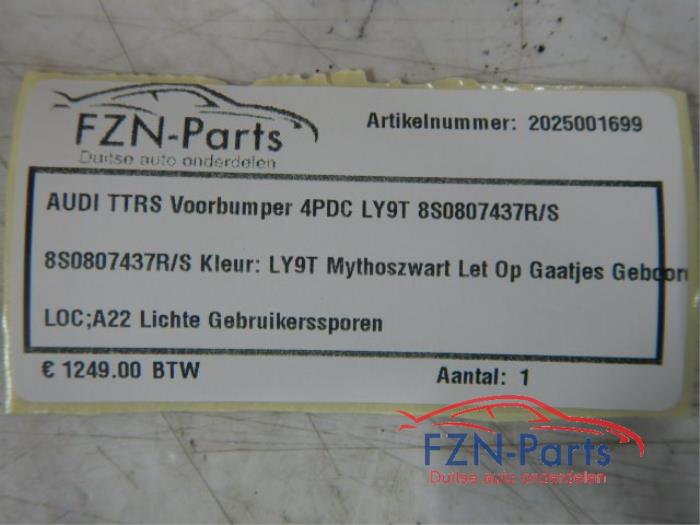 FZN-Parts
Duitse auto onderdelen
Artikelnummer: 2025001699
AUDI TTRS Voorbumper 4PDC LY9T 8S0807437R/S
8S0807437R/S Kleur: LY9T Mythoszwart Let Op Gaatjes Geboor
LOC;A22 Lichte Gebruikerssporen
€ 1249.00 BTW
Aantal: 1
FZN-Parts
Duitse auto onderdelen